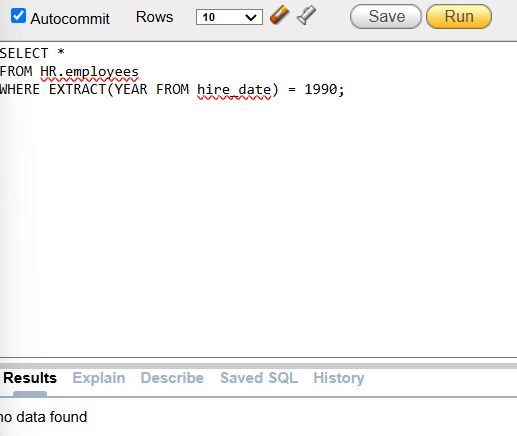 Autocommit Rows 10 Save Run
SELECT *
FROM HR.employees
WHERE EXTRACT(YEAR FROM hire_date) = 1990;
Results Explain Describe Saved SQL History
no data found